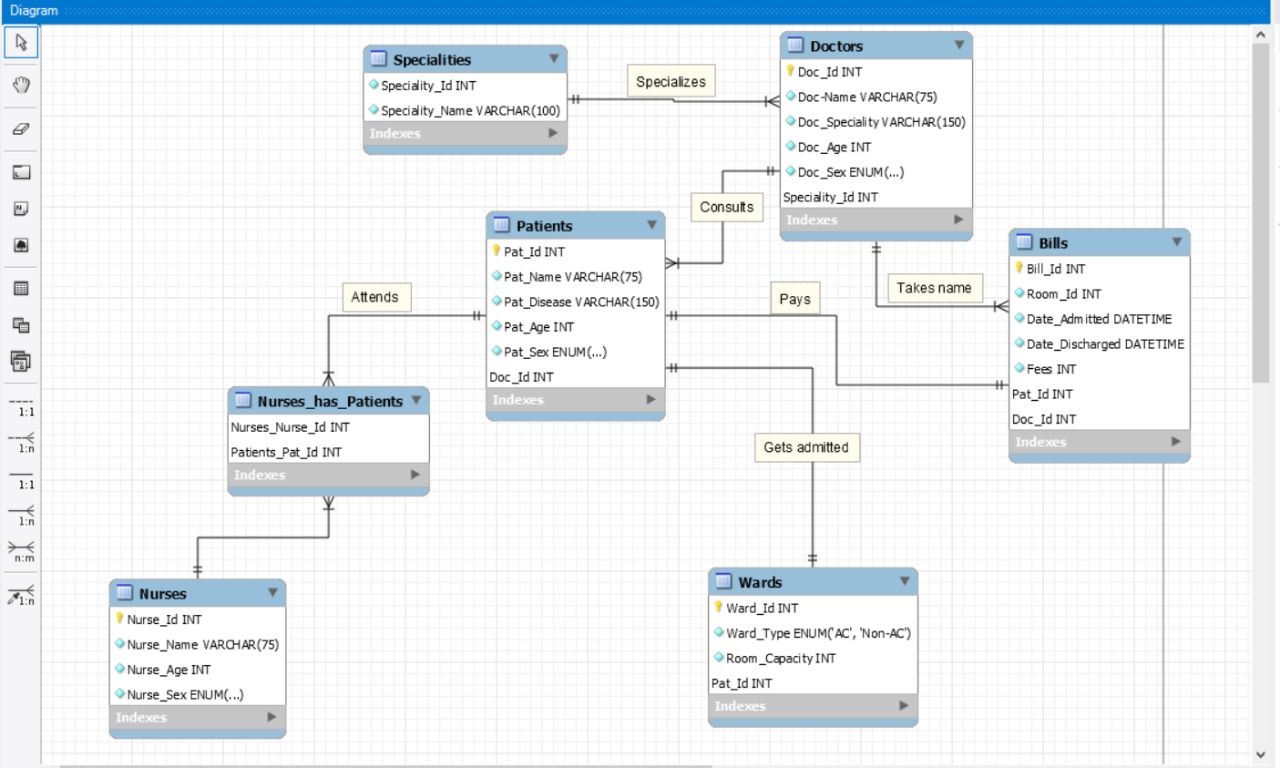 Diagram
Specialities
Speciality_Id INT
Speciality_Name VARCHAR(100)
Indexes
Specializes
Doctors
Doc_Id INT
Doc-Name VARCHAR(75)
Doc_Speciality VARCHAR(150)
Doc_Age INT
Doc_Sex ENUM(...)
Speciality_Id INT
Indexes
Consults
Patients
Pat_Id INT
Pat_Name VARCHAR(75)
Pat_Disease VARCHAR(150)
Pat_Age INT
Pat_Sex ENUM(...)
Doc_Id INT
Indexes
Takes name
Bills
Bill_Id INT
Room_Id INT
Date_Admitted DATETIME
Date_Discharged DATETIME
Fees INT
Pat_Id INT
Doc_Id INT
Indexes
Attends
Pays
Nurses_has_Patients
Nurses_Nurse_Id INT
Patients_Pat_Id INT
Indexes
Gets admitted
Nurses
Nurse_Id INT
Nurse_Name VARCHAR(75)
Nurse_Age INT
Nurse_Sex ENUM(...)
Indexes
Wards
Ward_Id INT
Ward_Type ENUM('AC', 'Non-AC')
Room_Capacity INT
Pat_Id INT
Indexes
1:1
1:n
1:1
1:n
n:m
1:n